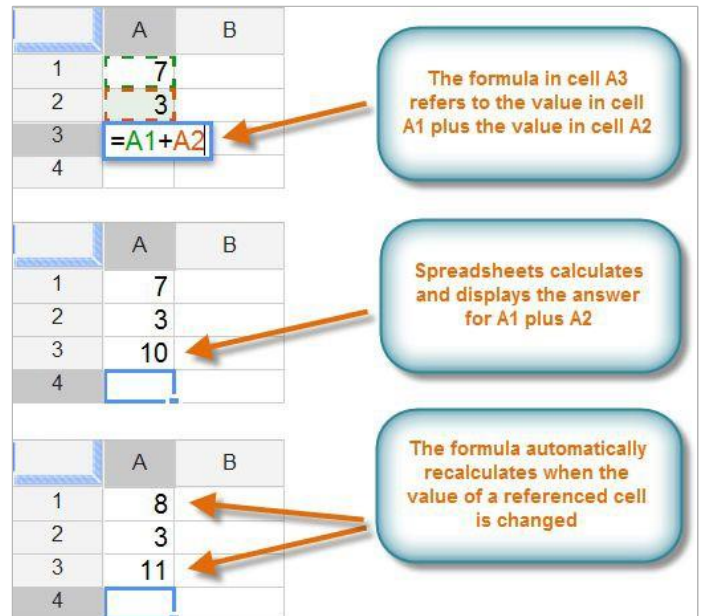 A B
1 7
2 3
3 =A1+A2
4
The formula in cell A3
refers to the value in cell
A1 plus the value in cell A2
A B
1 7
2 3
3 10
4
Spreadsheets calculates
and displays the answer
for A1 plus A2
A B
1 8
2 3
3 11
4
The formula automatically
recalculates when the
value of a referenced cell
is changed